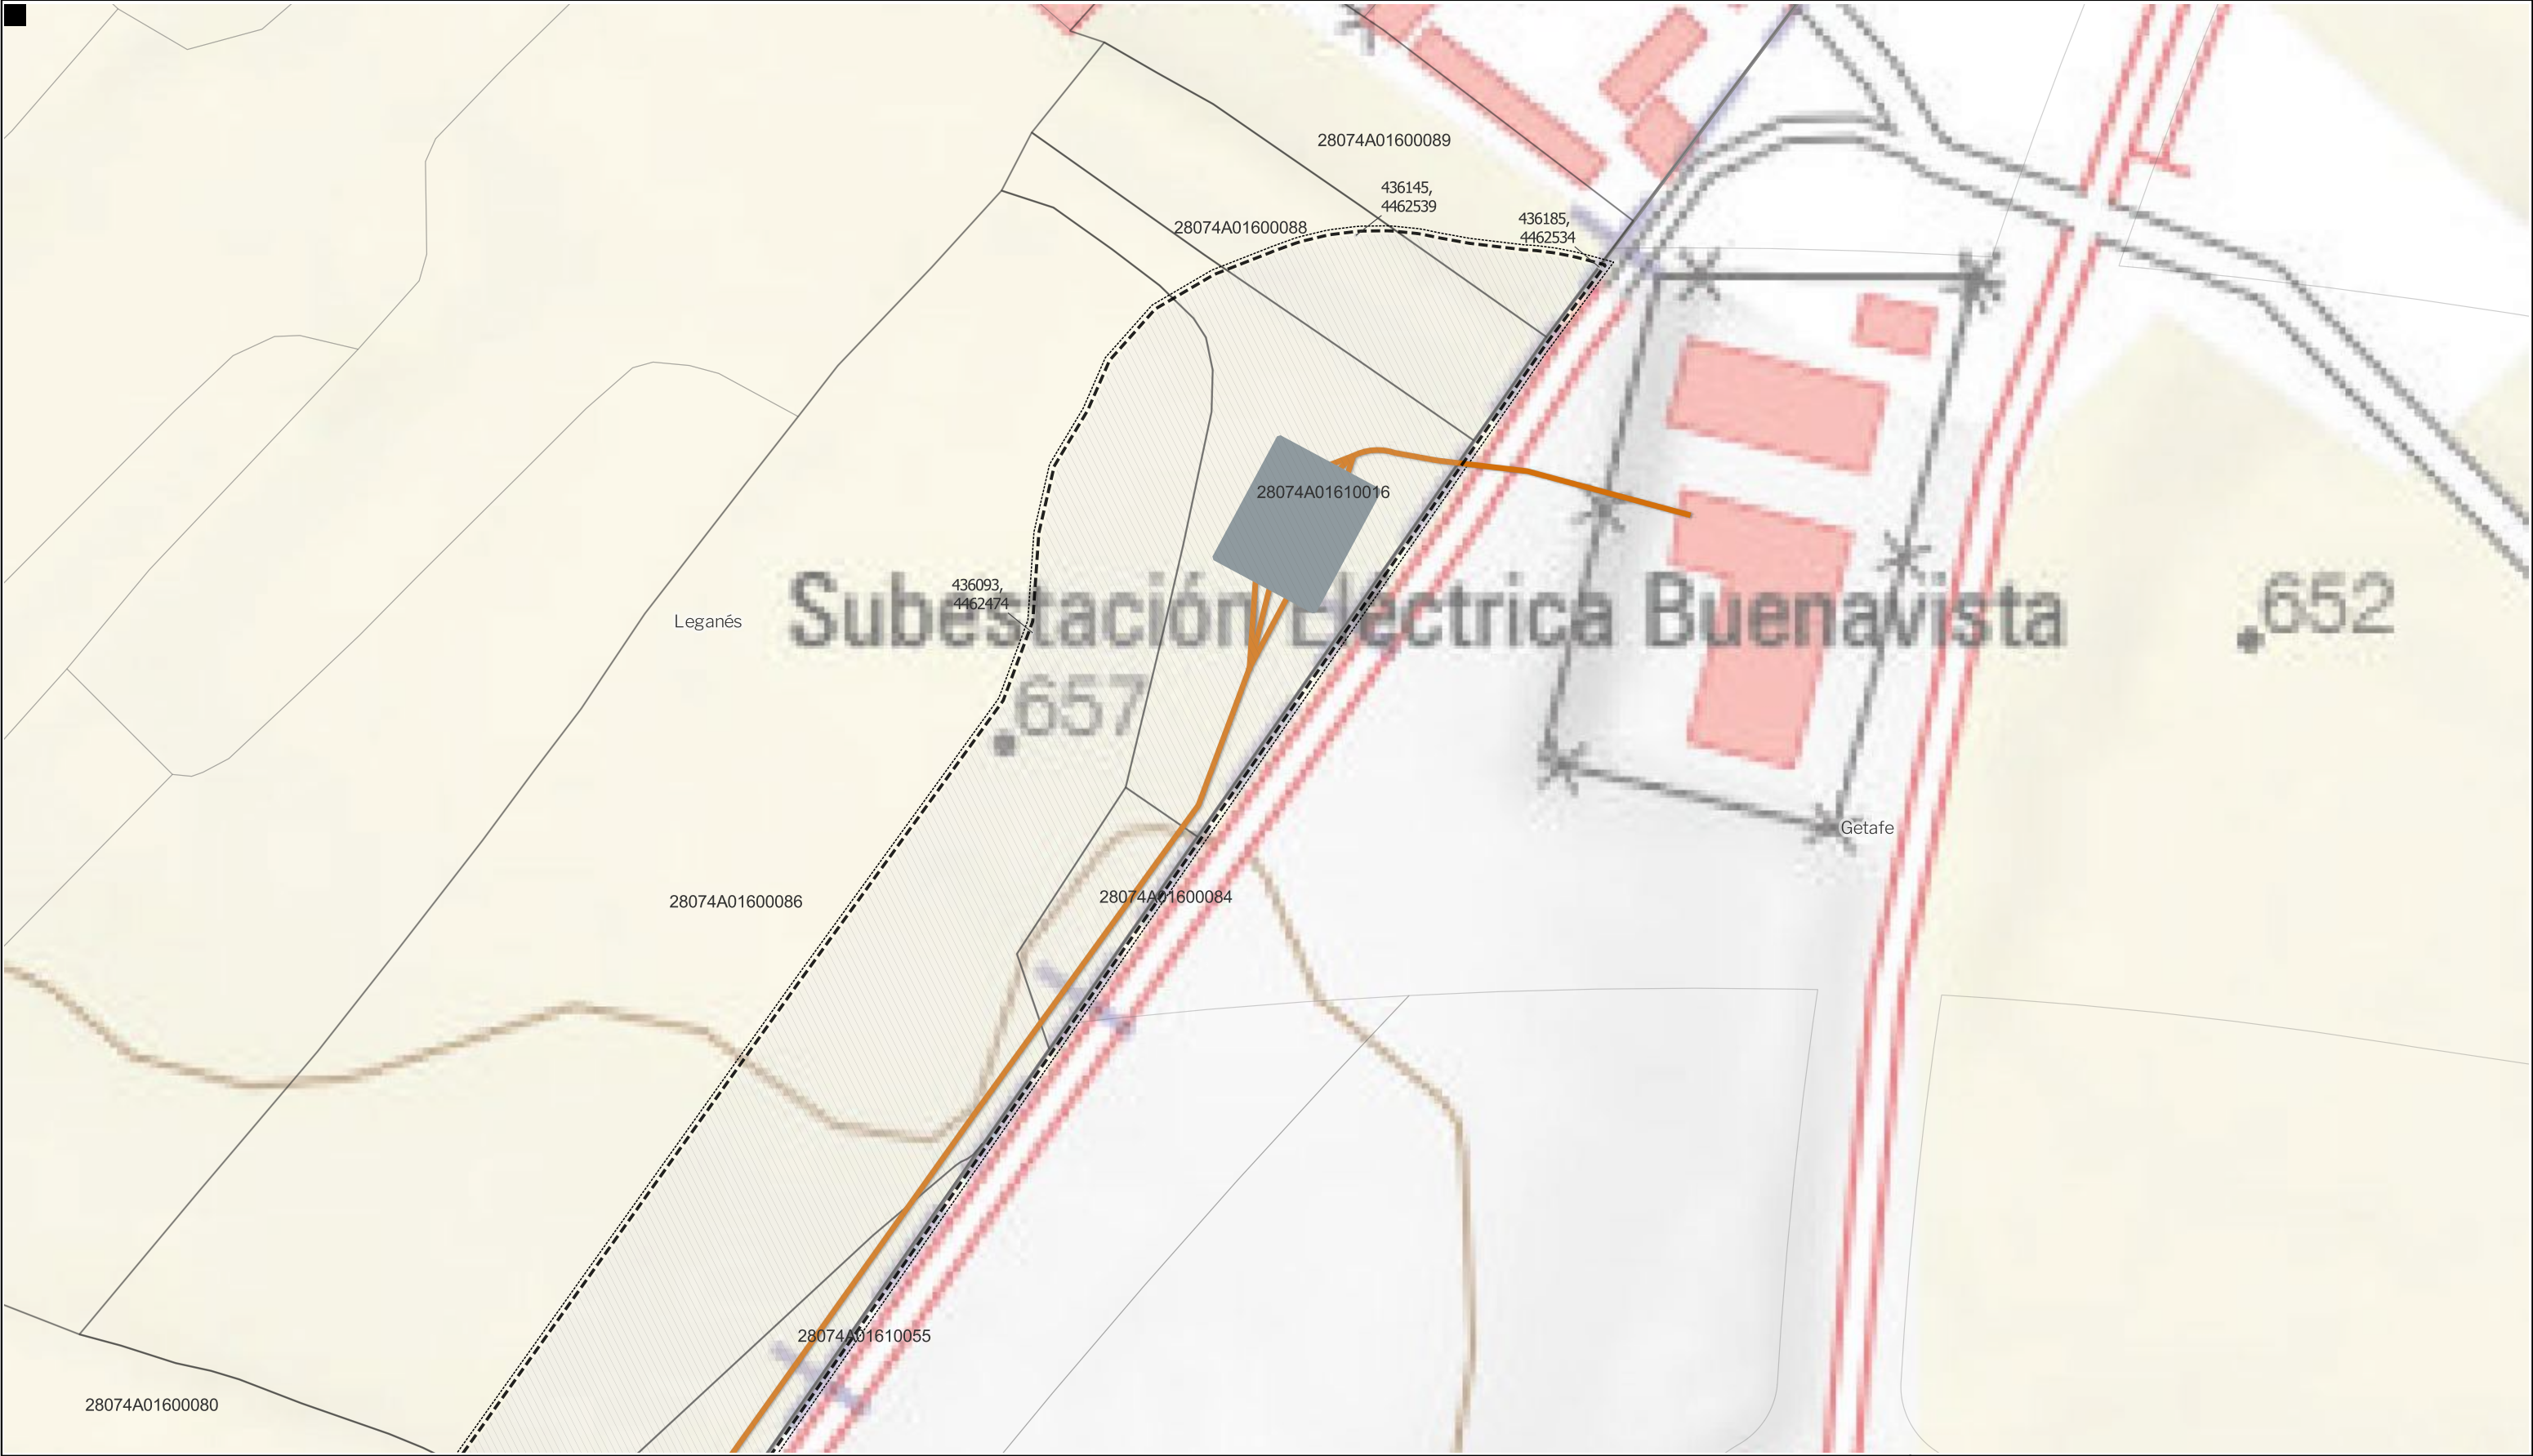 28074A01600089
436145,
4462539
28074A01600088
436185,
4462534
28074A01610016
436093,
4462474
Leganés
Subestación Eléctrica Buenavista
.652
.657
Getafe
28074A01600086
28074A01600084
28074A01610055
28074A01600080